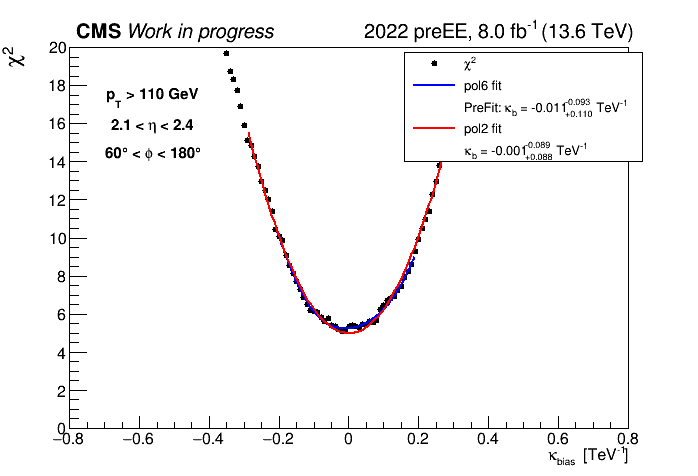 CMS Work in progress
2022 preEE, 8.0 fb⁻¹ (13.6 TeV)
χ²
20
18
16
14
12
10
8
6
4
2
0
p_T > 110 GeV
2.1 < η < 2.4
60° < ϕ < 180°
χ²
pol6 fit
PreFit: κ_b = -0.011^{-0.093}_{+0.110} TeV⁻¹
pol2 fit
κ_b = -0.001^{-0.089}_{+0.088} TeV⁻¹
−0.8 −0.6 −0.4 −0.2 0 0.2 0.4 0.6 0.8
κ_bias [TeV⁻¹]